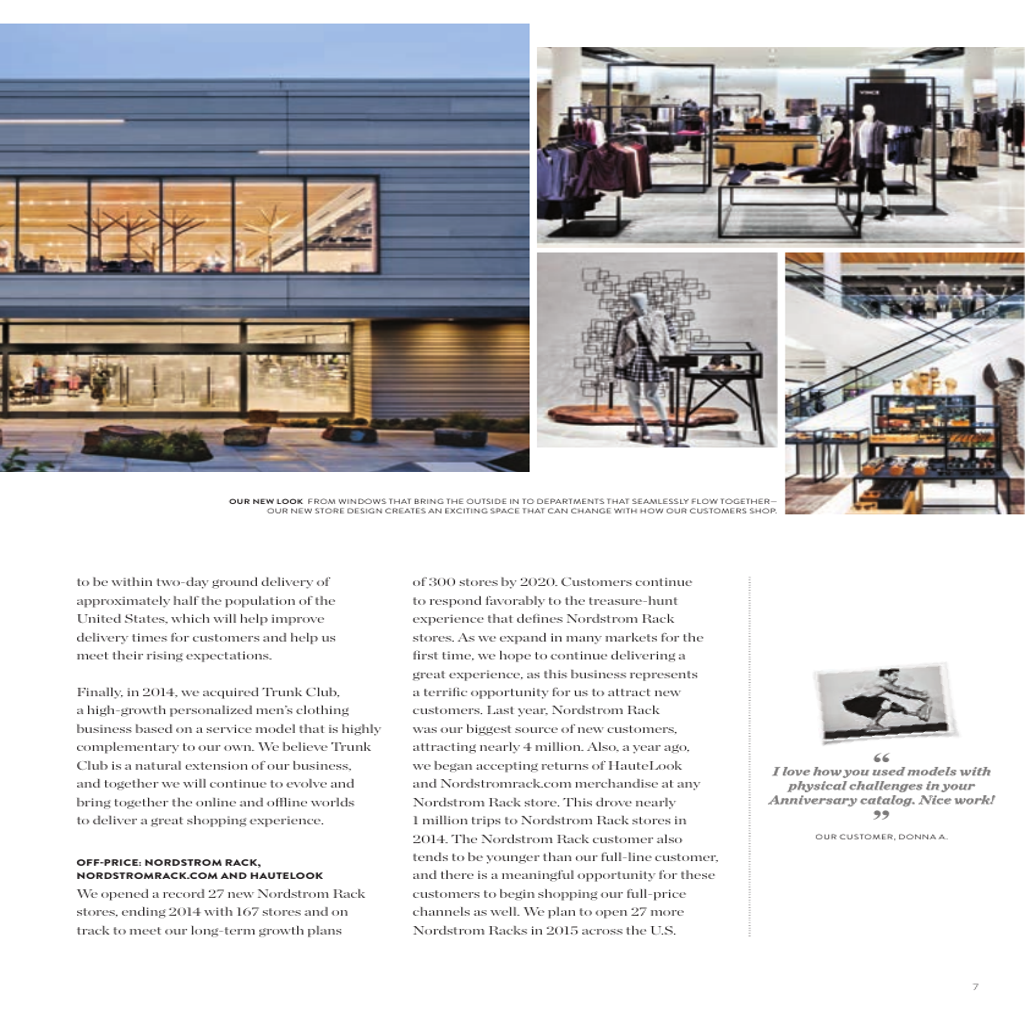 VINCE
OUR NEW LOOK FROM WINDOWS THAT BRING THE OUTSIDE IN TO DEPARTMENTS THAT SEAMLESSLY FLOW TOGETHER—
OUR NEW STORE DESIGN CREATES AN EXCITING SPACE THAT CAN CHANGE WITH HOW OUR CUSTOMERS SHOP.
to be within two-day ground delivery of
approximately half the population of the
United States, which will help improve
delivery times for customers and help us
meet their rising expectations.
Finally, in 2014, we acquired Trunk Club,
a high-growth personalized men's clothing
business based on a service model that is highly
complementary to our own. We believe Trunk
Club is a natural extension of our business,
and together we will continue to evolve and
bring together the online and offline worlds
to deliver a great shopping experience.
OFF-PRICE: NORDSTROM RACK,
NORDSTROMRACK.COM AND HAUTELOOK
We opened a record 27 new Nordstrom Rack
stores, ending 2014 with 167 stores and on
track to meet our long-term growth plans
of 300 stores by 2020. Customers continue
to respond favorably to the treasure-hunt
experience that defines Nordstrom Rack
stores. As we expand in many markets for the
first time, we hope to continue delivering a
great experience, as this business represents
a terrific opportunity for us to attract new
customers. Last year, Nordstrom Rack
was our biggest source of new customers,
attracting nearly 4 million. Also, a year ago,
we began accepting returns of HauteLook
and Nordstromrack.com merchandise at any
Nordstrom Rack store. This drove nearly
1 million trips to Nordstrom Rack stores in
2014. The Nordstrom Rack customer also
tends to be younger than our full-line customer,
and there is a meaningful opportunity for these
customers to begin shopping our full-price
channels as well. We plan to open 27 more
Nordstrom Racks in 2015 across the U.S.
“
I love how you used models with
physical challenges in your
Anniversary catalog. Nice work!
”
OUR CUSTOMER, DONNA A.
7